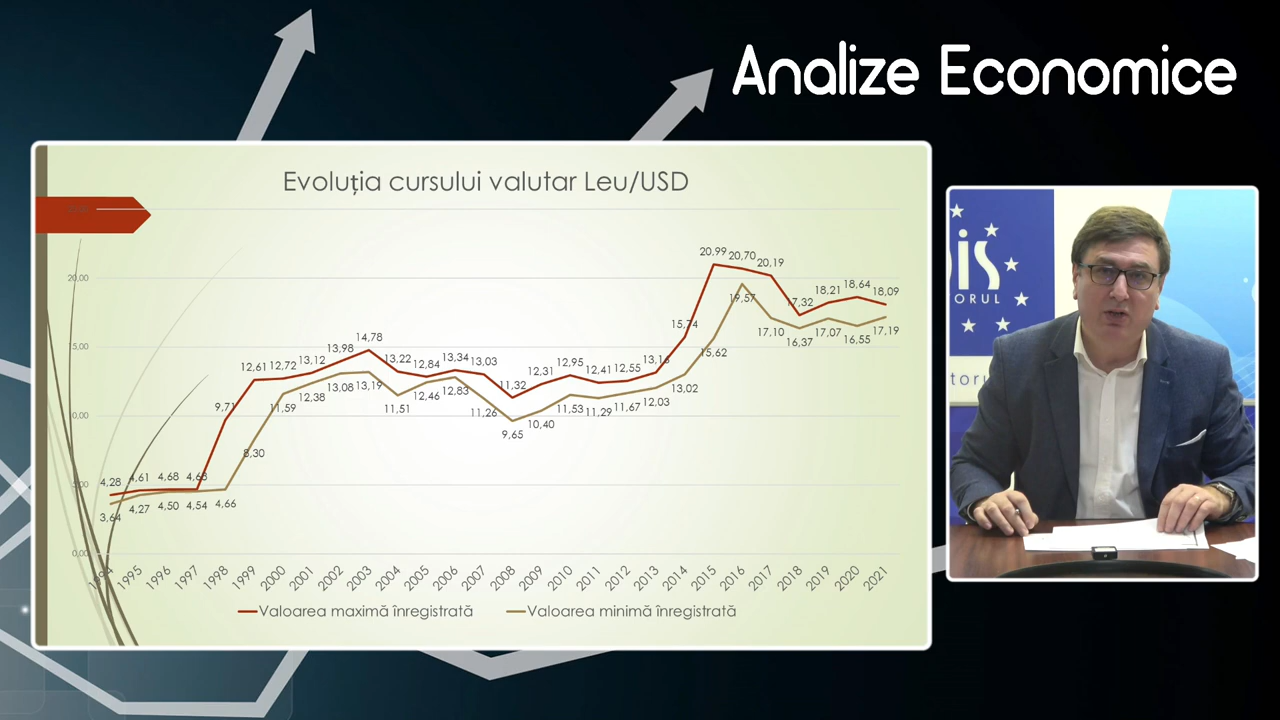 Analize Economice
Evoluția cursului valutar Leu/USD
20,00
5,00
0,00
5,00
0,00
4,28 4,61 4,68 4,68 9,71 12,61 12,72 13,12 13,98 14,78 13,22 12,84 13,34 13,03 11,32 12,31 12,95 12,41 12,55 13,16 15,74 20,99 20,70 20,19 17,32 18,21 18,64 18,09
3,64 4,27 4,50 4,54 4,66 8,30 11,59 12,38 13,08 13,19 11,51 12,46 12,83 11,26 9,65 10,40 11,53 11,29 11,67 12,03 13,02 15,62 19,57 17,10 16,37 17,07 16,55 17,19
1994 1995 1996 1997 1998 1999 2000 2001 2002 2003 2004 2005 2006 2007 2008 2009 2010 2011 2012 2013 2014 2015 2016 2017 2018 2019 2020 2021
Valoarea maximă înregistrată
Valoarea minimă înregistrată